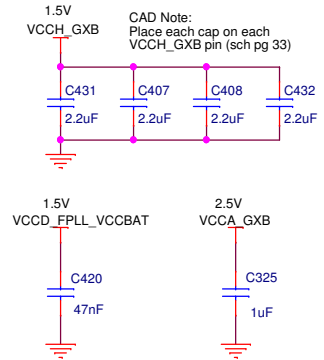 1.5V
VCCH_GXB
CAD Note:
Place each cap on each
VCCH_GXB pin (sch pg 33)
C431
C407
C408
C432
2.2uF
2.2uF
2.2uF
2.2uF
1.5V
VCCD_FPLL_VCCBAT
C420
47nF
2.5V
VCCA_GXB
C325
1uF